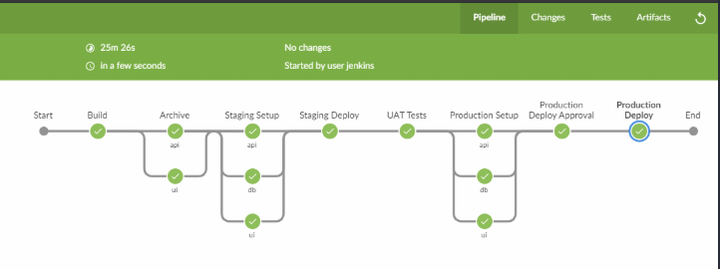 Pipeline Changes Tests Artifacts
25m 26s No changes
in a few seconds Started by user jenkins
Start Build Archive Staging Setup Staging Deploy UAT Tests Production Setup Production Deploy Approval Production Deploy End
api api api
ui db db
ui ui